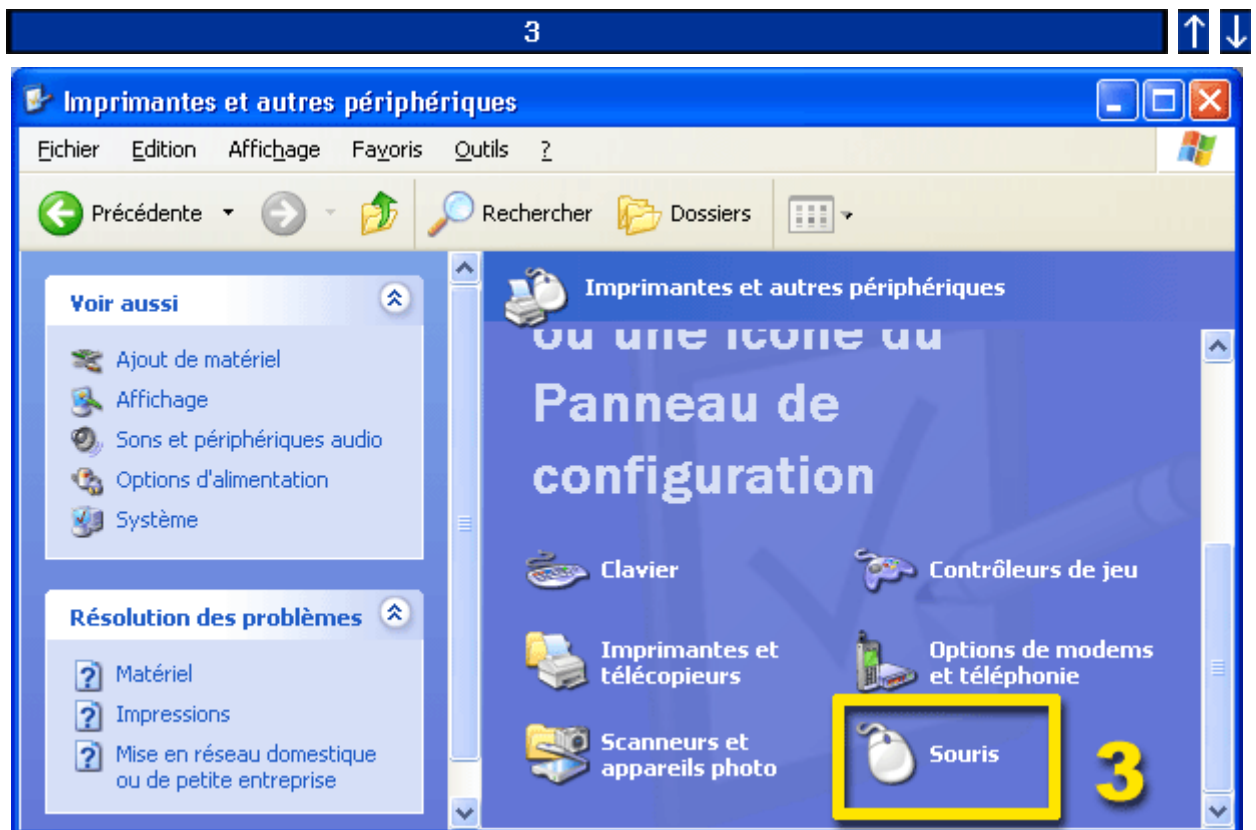 3
Imprimantes et autres périphériques
Fichier Edition Affichage Favoris Outils ?
Précédente Rechercher Dossiers
Voir aussi
Ajout de matériel
Affichage
Sons et périphériques audio
Options d'alimentation
Système
Résolution des problèmes
Matériel
Impressions
Mise en réseau domestique
ou de petite entreprise
Imprimantes et autres périphériques
ou une icône du
Panneau de
configuration
Clavier
Contrôleurs de jeu
Imprimantes et
télécopieurs
Options de modems
et téléphonie
Scanneurs et
appareils photo
Souris
3